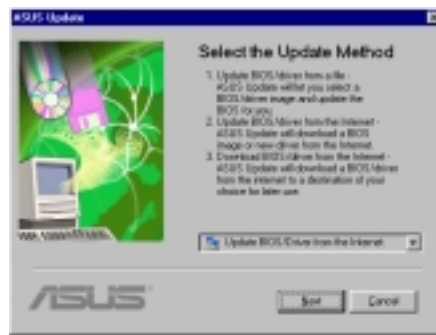 ASUS Update
Select the Update Method
1. Update BIOS/driver from a file -
ASUS Update will let you select a
BIOS/driver image and update the
BIOS for you.
2. Update BIOS/driver from the Internet -
ASUS Update will download a BIOS
image or new driver from the Internet.
3. Download BIOS/driver from the Internet -
ASUS Update will download a BIOS/driver
from the internet to a destination of your
choice for later use.
Update BIOS/Driver from the Internet
ASUS
Next
Cancel